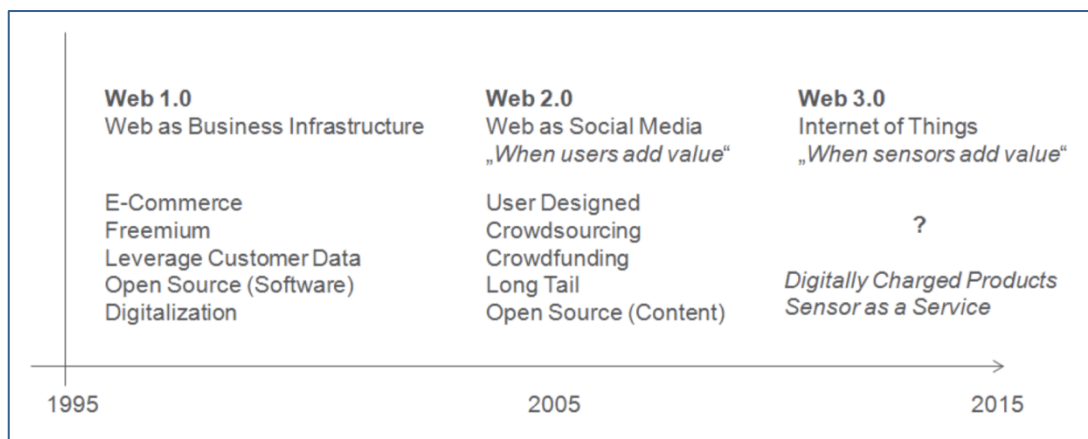 Web 1.0
Web as Business Infrastructure
E-Commerce
Freemium
Leverage Customer Data
Open Source (Software)
Digitalization
Web 2.0
Web as Social Media
„When users add value“
User Designed
Crowdsourcing
Crowdfunding
Long Tail
Open Source (Content)
Web 3.0
Internet of Things
„When sensors add value“
?
Digitally Charged Products
Sensor as a Service
1995
2005
2015